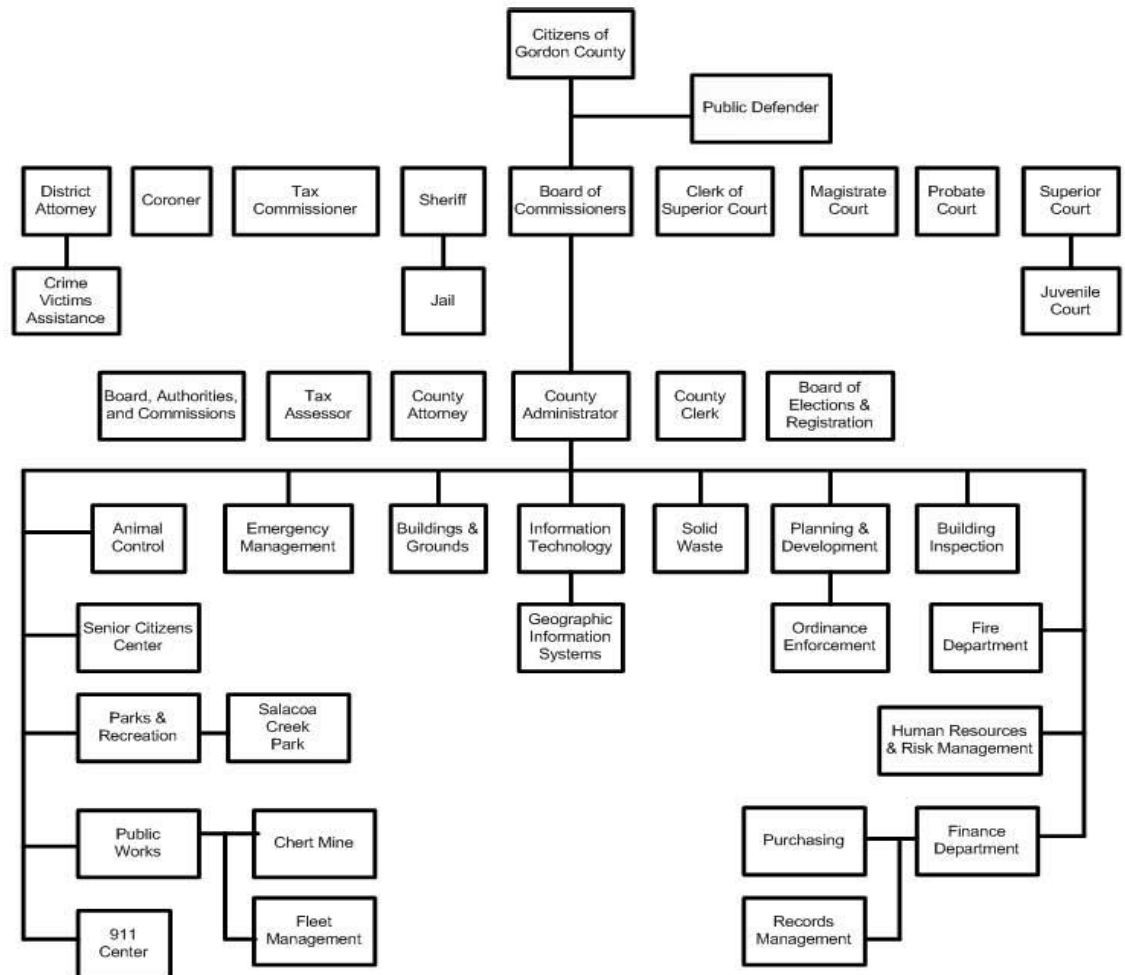 Citizens of
Gordon County
Public Defender
District
Attorney
Coroner
Tax
Commissioner
Sheriff
Board of
Commissioners
Clerk of
Superior Court
Magistrate
Court
Probate
Court
Superior
Court
Crime
Victims
Assistance
Jail
Juvenile
Court
Board, Authorities,
and Commissions
Tax
Assessor
County
Attorney
County
Administrator
County
Clerk
Board of
Elections &
Registration
Animal
Control
Emergency
Management
Buildings &
Grounds
Information
Technology
Solid
Waste
Planning &
Development
Building
Inspection
Senior Citizens
Center
Geographic
Information
Systems
Ordinance
Enforcement
Fire
Department
Parks &
Recreation
Salacoa
Creek
Park
Human Resources
& Risk Management
Public
Works
Chert Mine
Purchasing
Finance
Department
911
Center
Fleet
Management
Records
Management